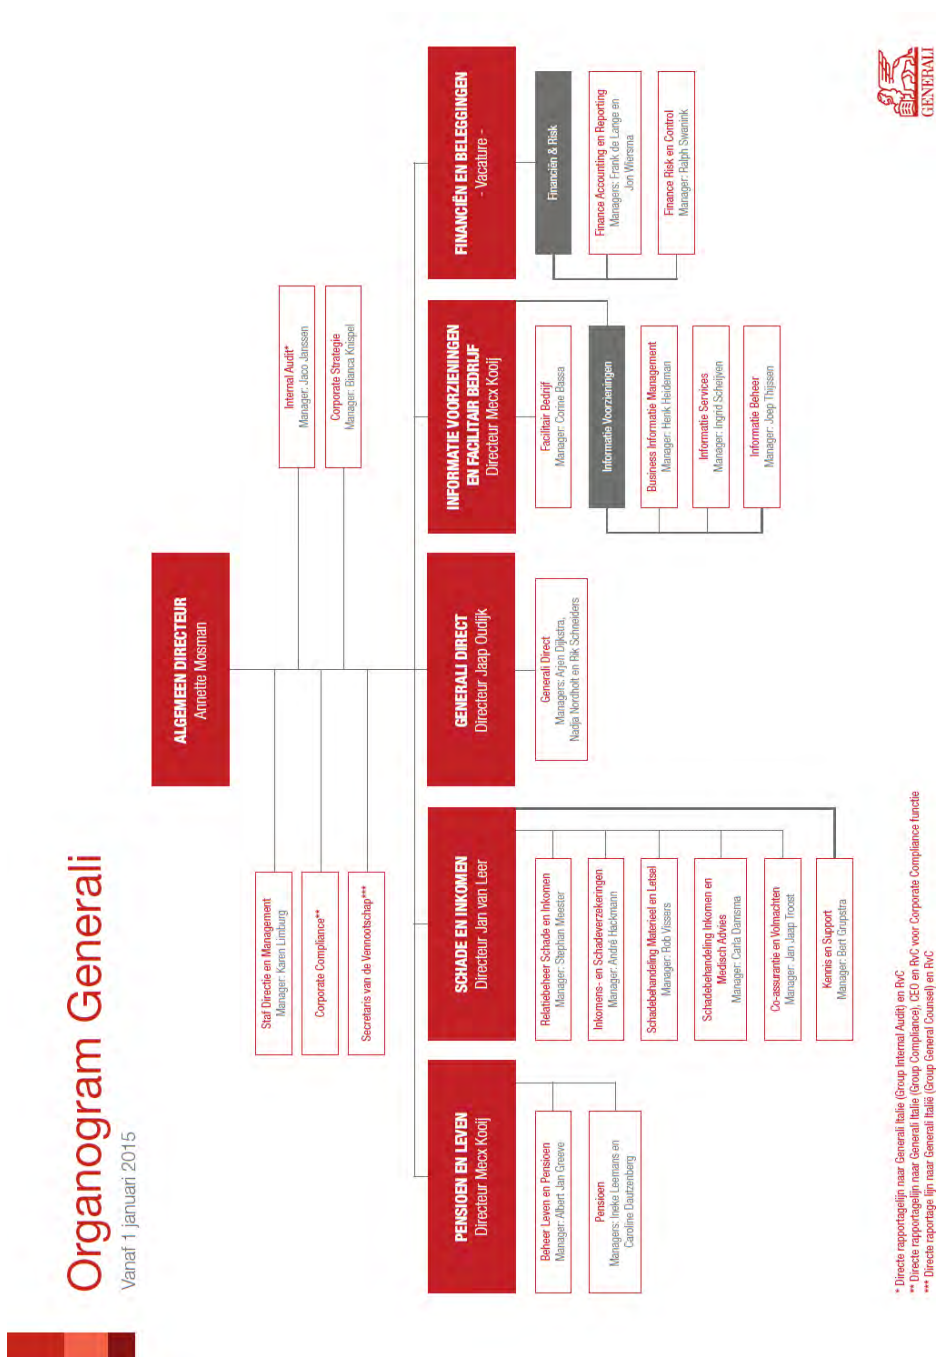 Organogram Generali
Vanaf 1 januari 2015
GENERALI
ALGEMEEN DIRECTEUR
Annette Mosman
Staf Directie en Management
Manager: Karen Limburg
Corporate Compliance**
Secretaris van de Vennootschap***
Internal Audit*
Manager: Jaco Janssen
Corporate Strategie
Manager: Bianca Knispel
PENSIOEN EN LEVEN
Directeur Mecx Kooij
Beheer Leven en Pensioen
Manager: Albert Jan Greeve
Pensioen
Managers: Ineke Leemans en
Caroline Dautzenberg
SCHADE EN INKOMEN
Directeur Jan van Leer
Relatiebeheer Schade en Inkomen
Manager: Stephan Meester
Inkomens- en Schadeverzekeringen
Manager: André Hackmann
Schadebehandeling Materieel en Letsel
Manager: Rob Vissers
Schadebehandeling Inkomen en
Medisch Advies
Manager: Carla Damsma
Co-assurantie en Volmachten
Manager: Jan Jaap Troost
Kennis en Support
Manager: Bert Grupstra
GENERALI DIRECT
Directeur Jaap Oudijk
Generali Direct
Managers: Arjen Dijkstra,
Nadja Nordholt en Rik Schneiders
INFORMATIE VOORZIENINGEN
EN FACILITAIR BEDRIJF
Directeur Mecx Kooij
Facilitair Bedrijf
Manager: Corine Bassa
Informatie Voorzieningen
Business Informatie Management
Manager: Henk Heideman
Informatie Services
Manager: Ingrid Scheijven
Informatie Beheer
Manager: Joep Thijssen
FINANCIËN EN BELEGGINGEN
- Vacature -
Financiën & Risk
Finance Accounting en Reporting
Managers: Frank de Lange en
Jon Wiersma
Finance Risk en Control
Manager: Ralph Swanink
* Directe rapportagelijn naar Generali Italie (Group Internal Audit) en RvC
** Directe rapportagelijn naar Generali Italie (Group Compliance), CEO en RvC voor Corporate Compliance functie
*** Directe raportage lijn naar Generali Italië (Group General Counsel) en RvC